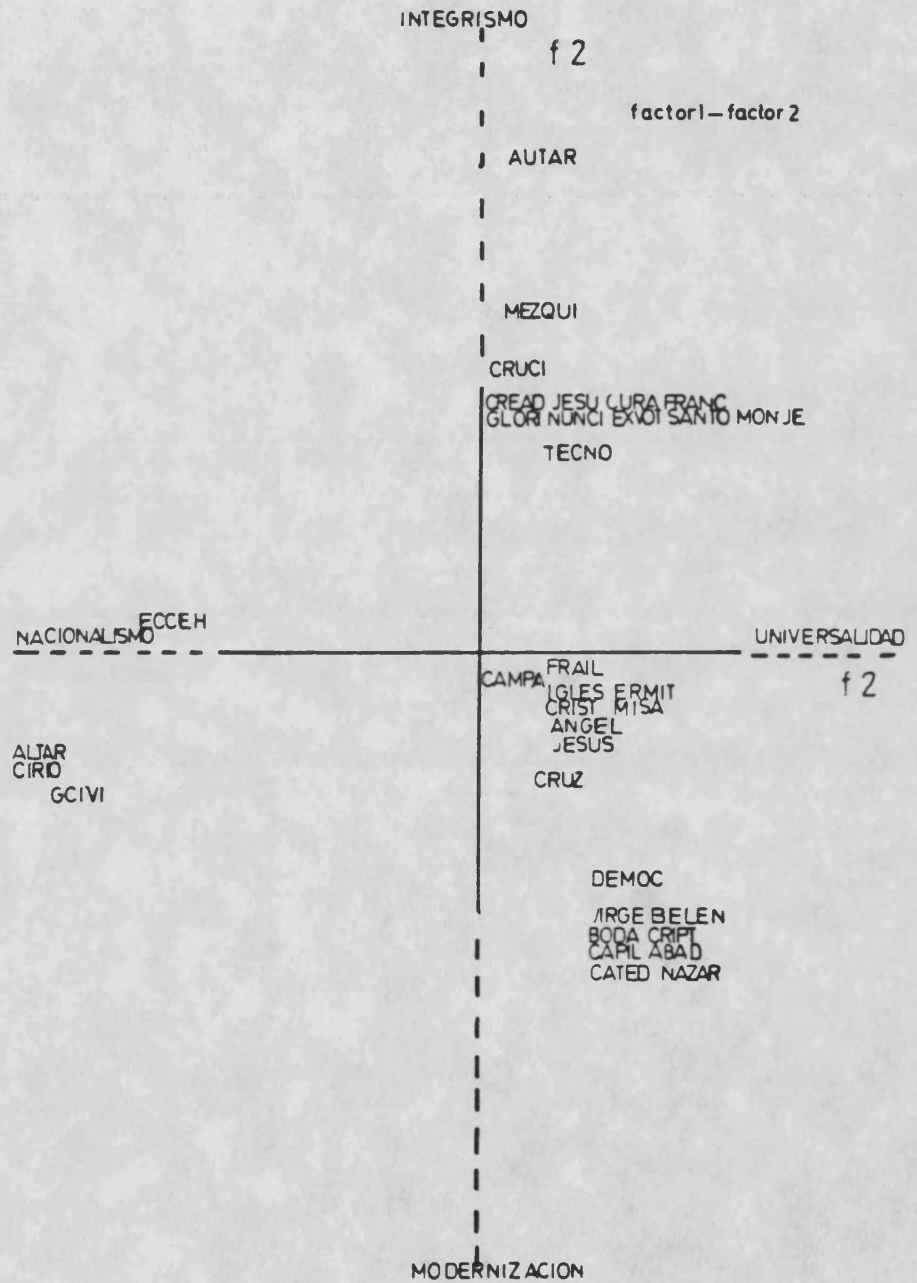 INTEGRISMO
f 2
factor1-factor 2
AUTAR
MEZQUI
CRUCI
CREAD JESU CURA FRANC
GLORI NUNCI EXVOT SANTO MONJE
TECNO
ECCEH
NACIONALISMO
UNIVERSALIDAD
f 2
FRAIL
CAMPA
IGLES ERMIT
CRIST MISA
ANGEL
JESUS
ALTAR
CIRIO
GCIVI
CRUZ
DEMOC
VIRGE BELEN
BODA CRIPT
CAPIL ABAD
CATED NAZAR
MODERNIZACION